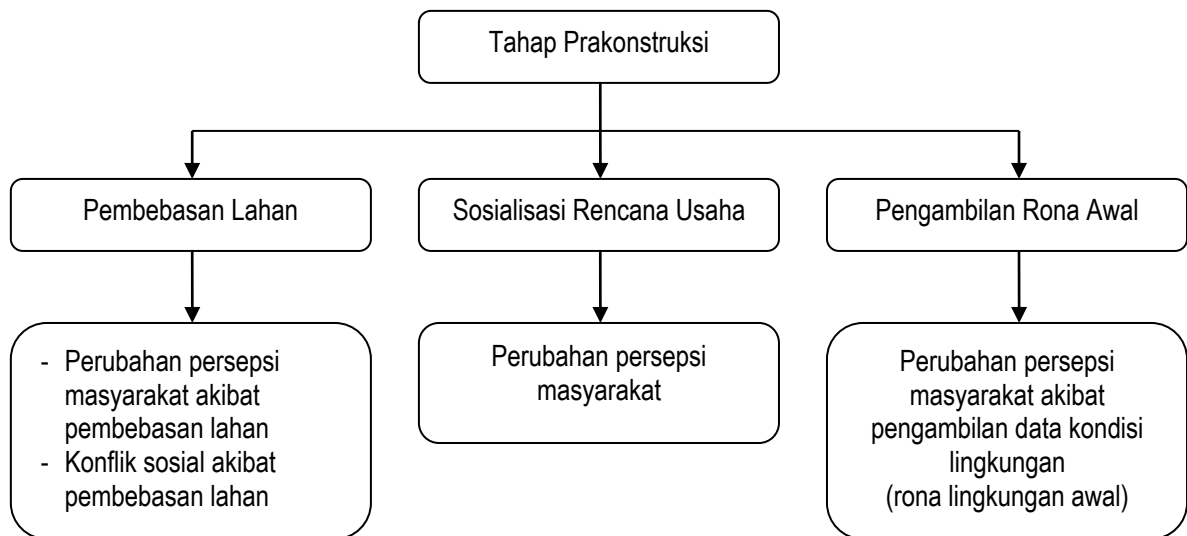 Tahap Prakonstruksi
Pembebasan Lahan
Sosialisasi Rencana Usaha
Pengambilan Rona Awal
- Perubahan persepsi
masyarakat akibat
pembebasan lahan
- Konflik sosial akibat
pembebasan lahan
Perubahan persepsi
masyarakat
Perubahan persepsi
masyarakat akibat
pengambilan data kondisi
lingkungan
(rona lingkungan awal)